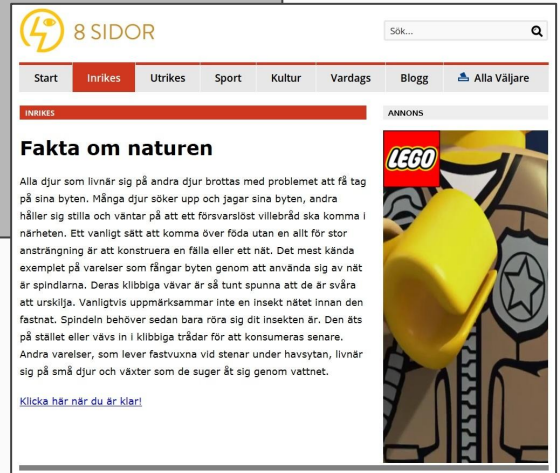 8 SIDOR
Sök...
Start Inrikes Utrikes Sport Kultur Vardags Blogg Alla Väljare
INRIKES
ANNONS
Fakta om naturen
LEGO
Alla djur som livnär sig på andra djur brottas med problemet att få tag
på sina byten. Många djur söker upp och jagar sina byten, andra
håller sig stilla och väntar på att ett försvarslöst villebråd ska komma i
närheten. Ett vanligt sätt att komma över föda utan en allt för stor
ansträngning är att konstruera en fälla eller ett nät. Det mest kända
exemplet på varelser som fångar byten genom att använda sig av nät
är spindlarna. Deras klibbiga vävar är så tunt spunna att de är svåra
att urskilja. Vanligtvis uppmärksammar inte en insekt nätet innan den
fastnat. Spindeln behöver sedan bara röra sig dit insekten är. Den äts
på stället eller vävs in i klibbiga trådar för att konsumeras senare.
Andra varelser, som lever fastvuxna vid stenar under havsytan, livnär
sig på små djur och växter som de suger åt sig genom vattnet.
Klicka här när du är klar!